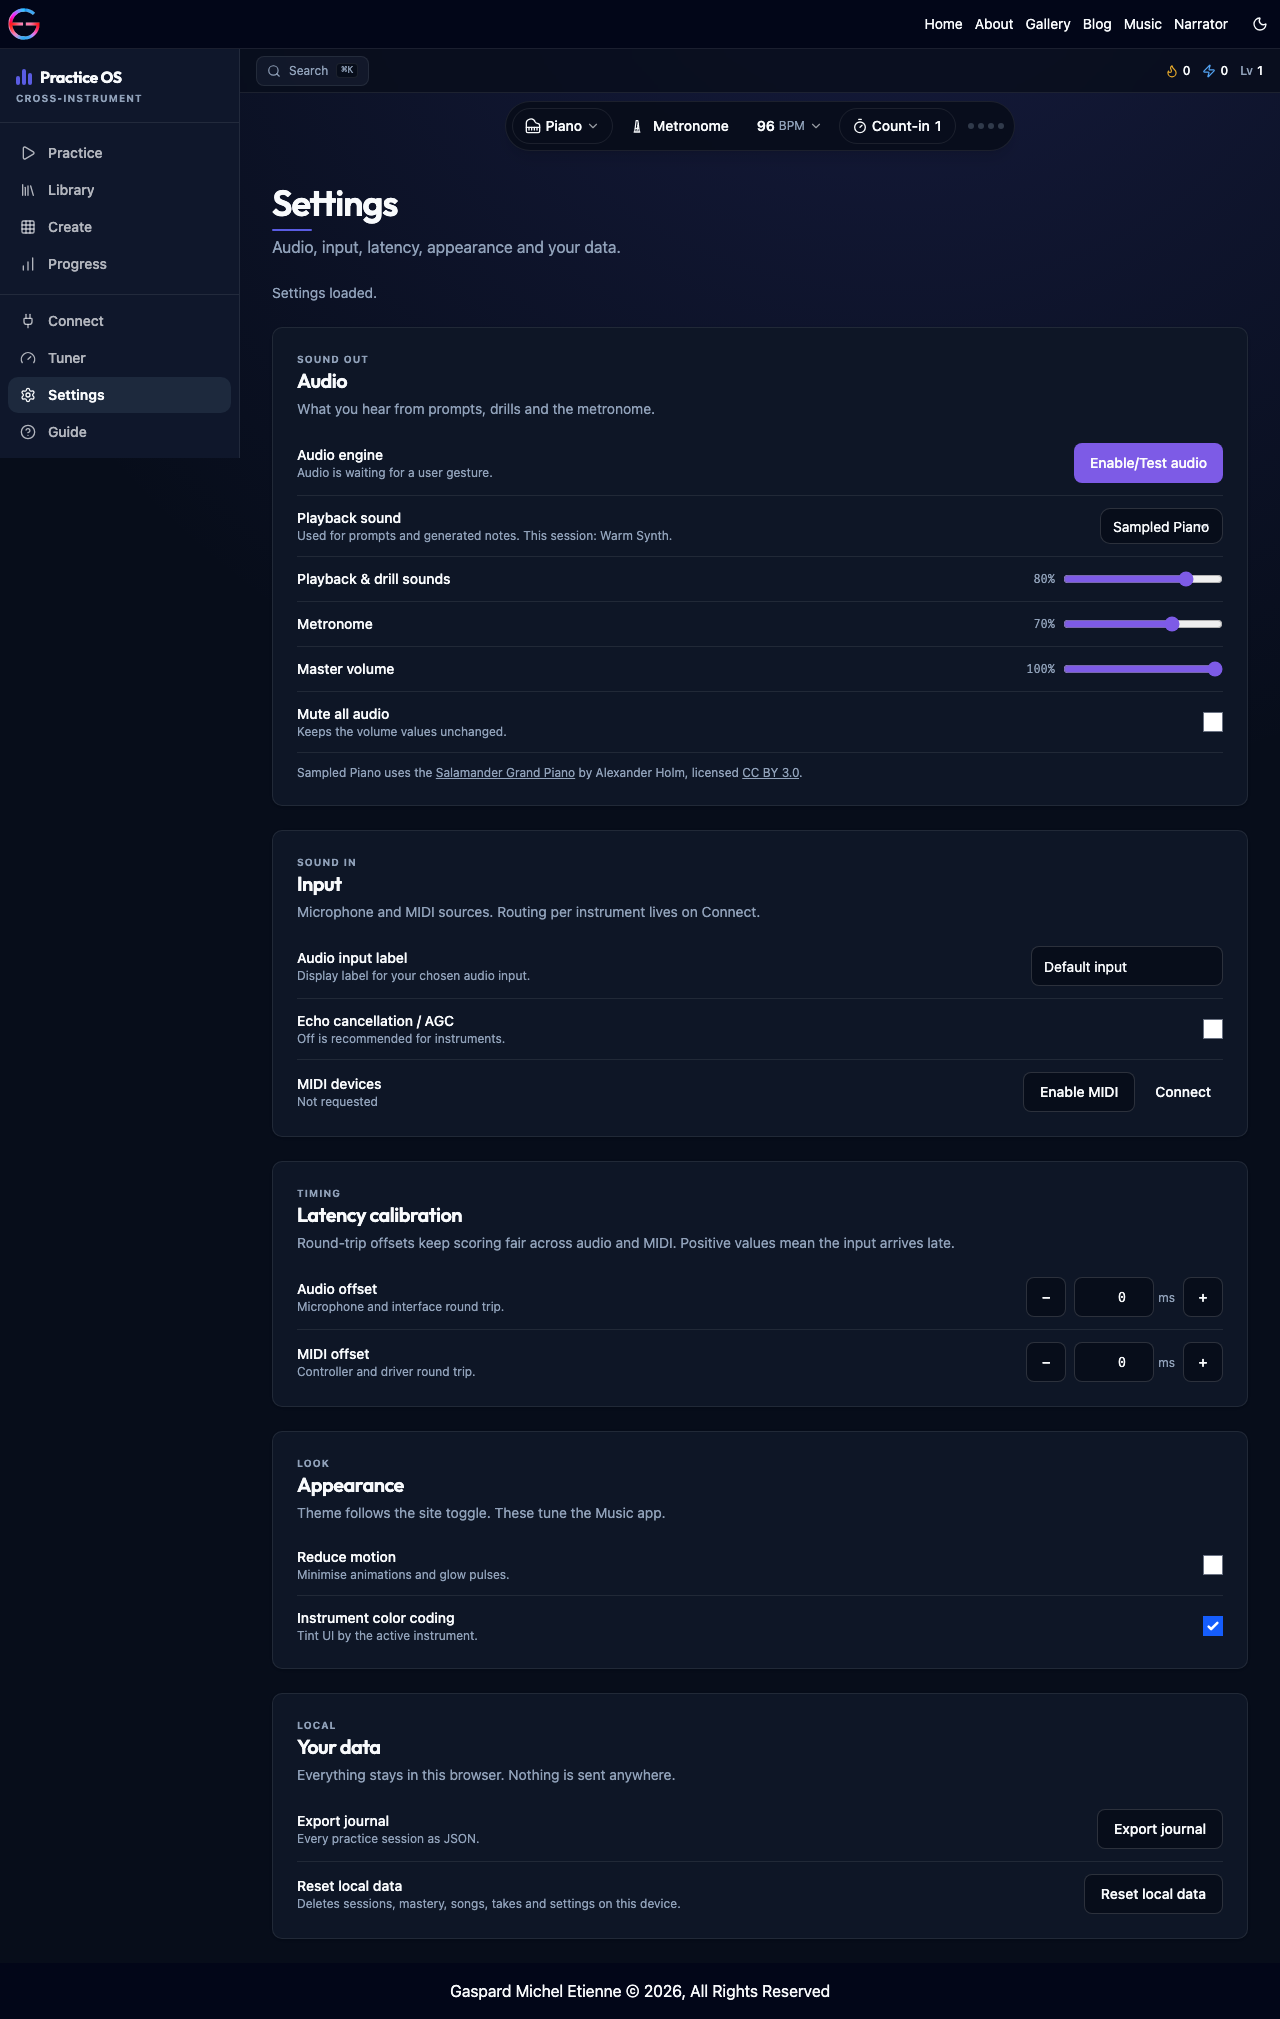 Home About Gallery Blog Music Narrator
Practice OS
CROSS-INSTRUMENT
Search ⌘K
0 0 Lv 1
Piano Metronome 96 BPM Count-in 1
Practice
Library
Create
Progress
Connect
Tuner
Settings
Guide
Settings
Audio, input, latency, appearance and your data.
Settings loaded.
SOUND OUT
Audio
What you hear from prompts, drills and the metronome.
Audio engine
Audio is waiting for a user gesture.
Enable/Test audio
Playback sound
Used for prompts and generated notes. This session: Warm Synth.
Sampled Piano
Playback & drill sounds 80%
Metronome 70%
Master volume 100%
Mute all audio
Keeps the volume values unchanged.
Sampled Piano uses the Salamander Grand Piano by Alexander Holm, licensed CC BY 3.0.
SOUND IN
Input
Microphone and MIDI sources. Routing per instrument lives on Connect.
Audio input label
Display label for your chosen audio input.
Default input
Echo cancellation / AGC
Off is recommended for instruments.
MIDI devices
Not requested
Enable MIDI Connect
TIMING
Latency calibration
Round-trip offsets keep scoring fair across audio and MIDI. Positive values mean the input arrives late.
Audio offset
Microphone and interface round trip.
− 0 ms +
MIDI offset
Controller and driver round trip.
− 0 ms +
LOOK
Appearance
Theme follows the site toggle. These tune the Music app.
Reduce motion
Minimise animations and glow pulses.
Instrument color coding
Tint UI by the active instrument.
LOCAL
Your data
Everything stays in this browser. Nothing is sent anywhere.
Export journal
Every practice session as JSON.
Export journal
Reset local data
Deletes sessions, mastery, songs, takes and settings on this device.
Reset local data
Gaspard Michel Etienne © 2026, All Rights Reserved